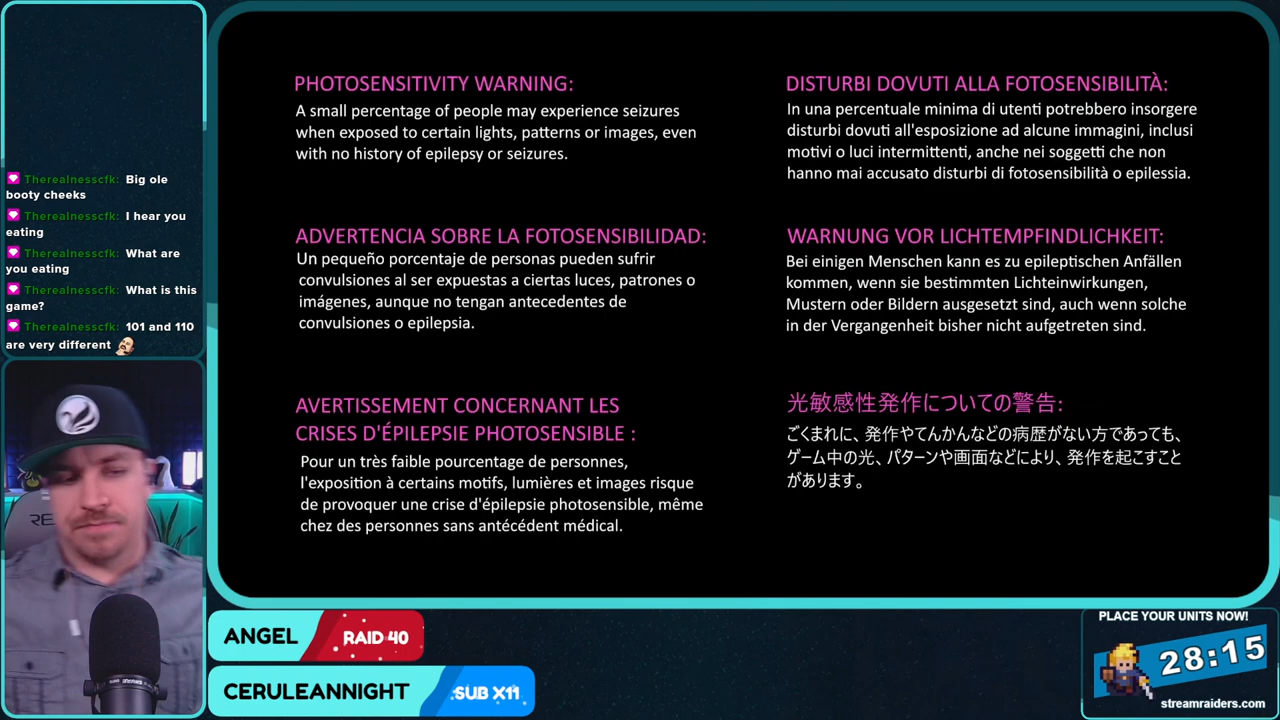 PHOTOSENSITIVITY WARNING:
A small percentage of people may experience seizures
when exposed to certain lights, patterns or images, even
with no history of epilepsy or seizures.
DISTURBI DOVUTI ALLA FOTOSENSIBILITÀ:
In una percentuale minima di utenti potrebbero insorgere
disturbi dovuti all'esposizione ad alcune immagini, inclusi
motivi o luci intermittenti, anche nei soggetti che non
hanno mai accusato disturbi di fotosensibilità o epilessia.
ADVERTENCIA SOBRE LA FOTOSENSIBILIDAD:
Un pequeño porcentaje de personas pueden sufrir
convulsiones al ser expuestas a ciertas luces, patrones o
imágenes, aunque no tengan antecedentes de
convulsiones o epilepsia.
WARNUNG VOR LICHTEMPFINDLICHKEIT:
Bei einigen Menschen kann es zu epileptischen Anfällen
kommen, wenn sie bestimmten Lichteinwirkungen,
Mustern oder Bildern ausgesetzt sind, auch wenn solche
in der Vergangenheit bisher nicht aufgetreten sind.
AVERTISSEMENT CONCERNANT LES
CRISES D'ÉPILEPSIE PHOTOSENSIBLE :
Pour un très faible pourcentage de personnes,
l'exposition à certains motifs, lumières et images risque
de provoquer une crise d'épilepsie photosensible, même
chez des personnes sans antécédent médical.
光敏感性発作についての警告:
ごくまれに、発作やてんかんなどの病歴がない方であっても、
ゲーム中の光、パターンや画面などにより、発作を起こすこと
があります。
Therealnesscfk: Big ole
booty cheeks
Therealnesscfk: I hear you
eating
Therealnesscfk: What are
you eating
Therealnesscfk: What is this
game?
Therealnesscfk: 101 and 110
are very different
ANGEL
RAID 40
CERULEANNIGHT
SUB X11
PLACE YOUR UNITS NOW!
28:15
streamraiders.com